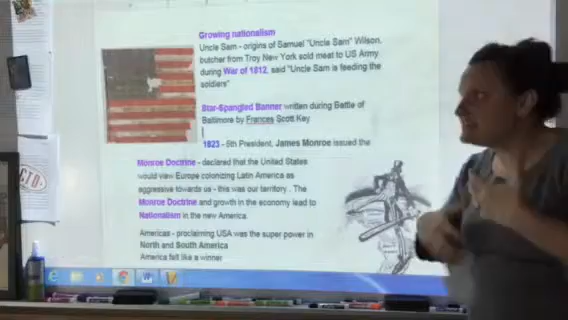 Growing nationalism
Uncle Sam - origins of Samuel "Uncle Sam" Wilson,
butcher from Troy New York sold meat to US Army
during War of 1812, said "Uncle Sam is feeding the
soldiers"
Star-Spangled Banner written during Battle of
Baltimore by Frances Scott Key
1823 - 5th President, James Monroe issued the
Monroe Doctrine - declared that the United States
would view Europe colonizing Latin America as
aggressive towards us - this was our territory . The
Monroe Doctrine and growth in the economy lead to
Nationalism in the new America.
Americas - proclaiming USA was the super power in
North and South America
America felt like a winner